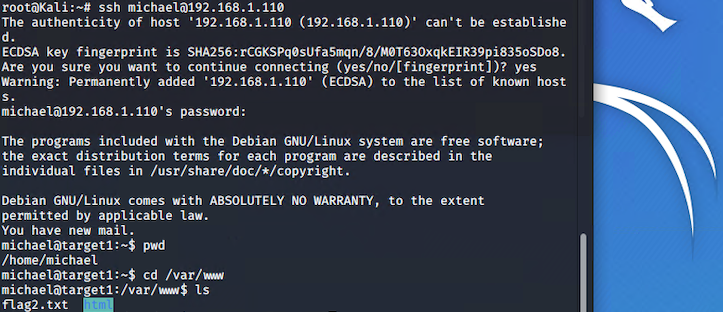 root@Kali:~# ssh michael@192.168.1.110
The authenticity of host '192.168.1.110 (192.168.1.110)' can't be establishe
d.
ECDSA key fingerprint is SHA256:rCGKSPq0sUfa5mqn/8/M0T63OxqkEIR39pi835oSDo8.
Are you sure you want to continue connecting (yes/no/[fingerprint])? yes
Warning: Permanently added '192.168.1.110' (ECDSA) to the list of known host
s.
michael@192.168.1.110's password:
The programs included with the Debian GNU/Linux system are free software;
the exact distribution terms for each program are described in the
individual files in /usr/share/doc/*/copyright.
Debian GNU/Linux comes with ABSOLUTELY NO WARRANTY, to the extent
permitted by applicable law.
You have new mail.
michael@target1:~$ pwd
/home/michael
michael@target1:~$ cd /var/www
michael@target1:/var/www$ ls
flag2.txt  html